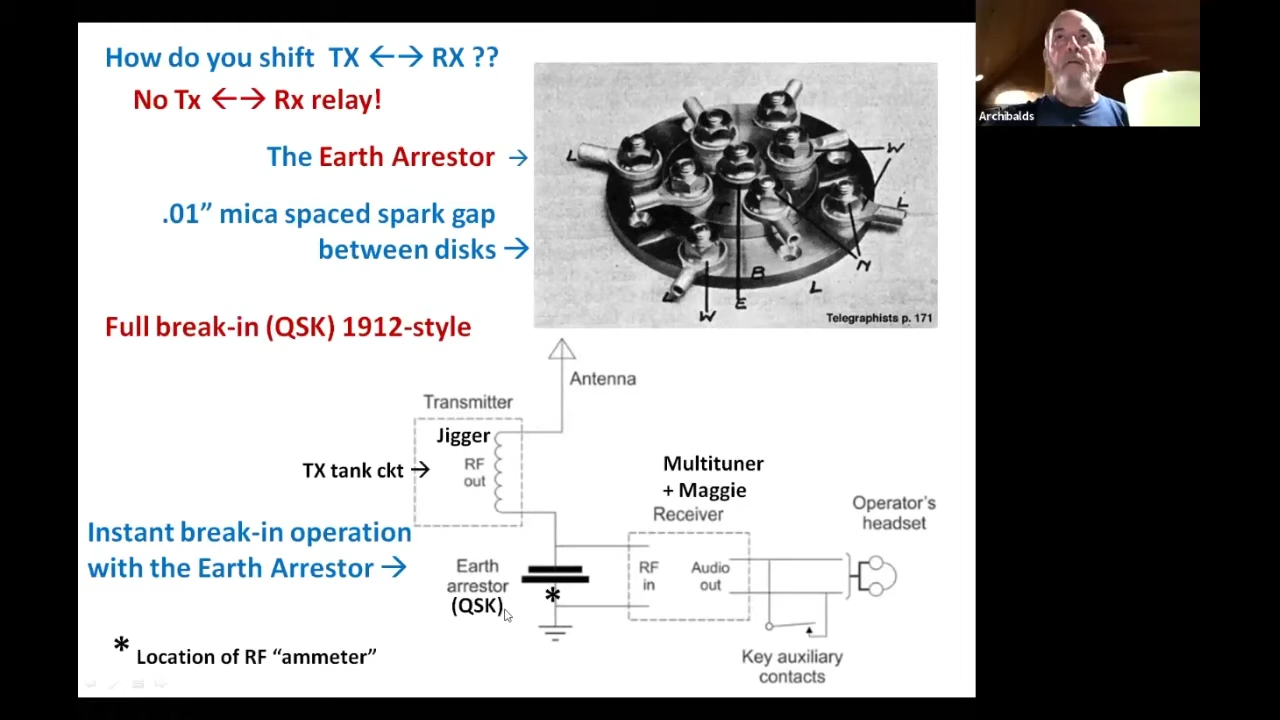 How do you shift TX ←→ RX ??
No Tx ←→ Rx relay!
The Earth Arrestor →
.01” mica spaced spark gap
between disks →
Full break-in (QSK) 1912-style
L
W
L
N
B
E
L
L
W
Telegraphists p. 171
Archibalds
Antenna
Transmitter
Jigger
RF
out
TX tank ckt →
Multituner
+ Maggie
Receiver
Operator's
headset
Instant break-in operation
with the Earth Arrestor →
Earth
arrestor
(QSK)
*
RF
in
Audio
out
Key auxiliary
contacts
* Location of RF “ammeter”